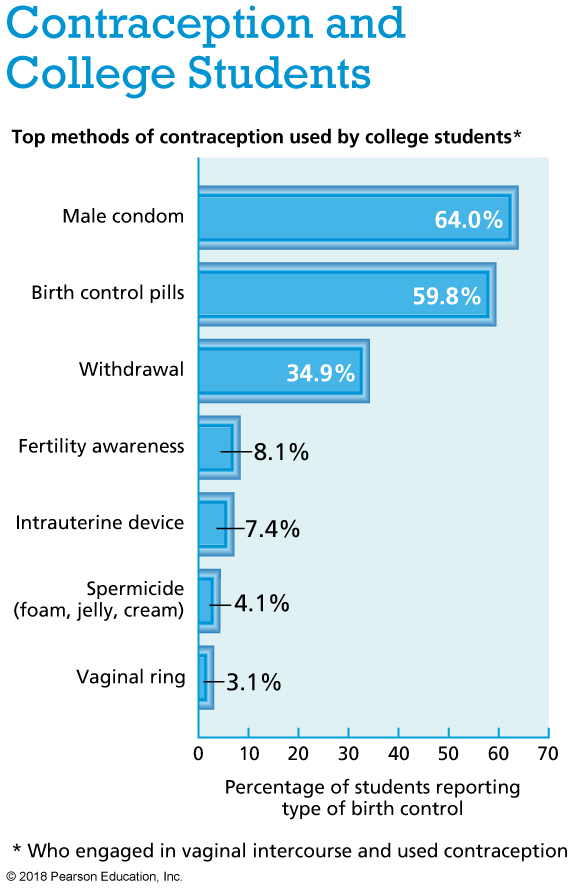 Contraception and
College Students
Top methods of contraception used by college students*
Male condom
64.0%
Birth control pills
59.8%
Withdrawal
34.9%
Fertility awareness
8.1%
Intrauterine device
7.4%
Spermicide
(foam, jelly, cream)
4.1%
Vaginal ring
3.1%
0 10 20 30 40 50 60 70
Percentage of students reporting
type of birth control
* Who engaged in vaginal intercourse and used contraception
© 2018 Pearson Education, Inc.